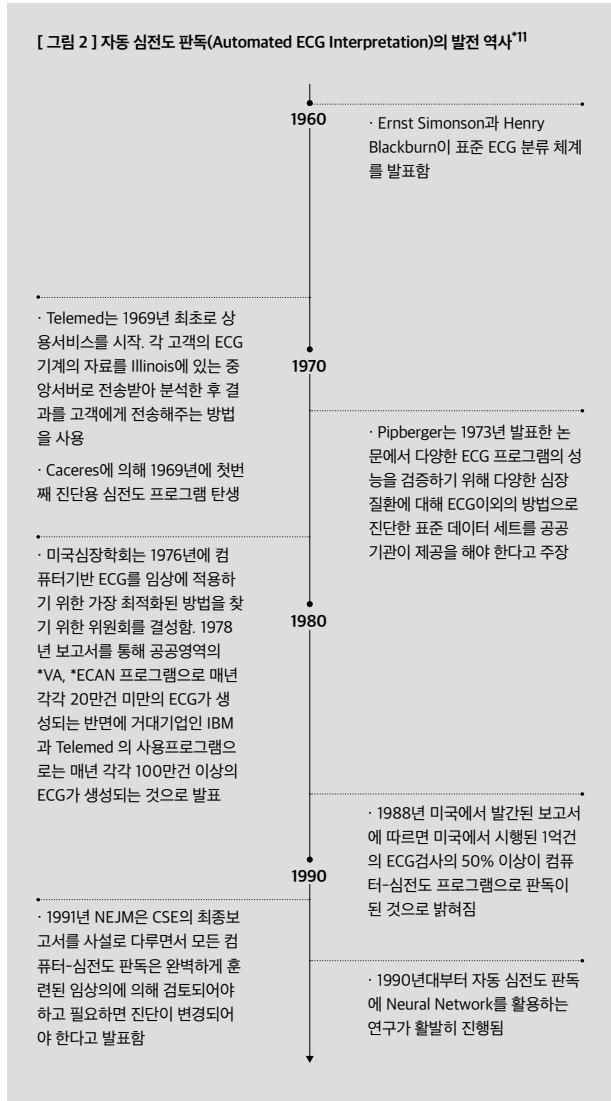 [ 그림 2 ] 자동 심전도 판독(Automated ECG Interpretation)의 발전 역사*11
1960
· Ernst Simonson과 Henry
Blackburn이 표준 ECG 분류 체계
를 발표함
· Telemed는 1969년 최초로 상
용서비스를 시작. 각 고객의 ECG
기계의 자료를 Illinois에 있는 중
앙서버로 전송받아 분석한 후 결
과를 고객에게 전송해주는 방법
을 사용
· Caceres에 의해 1969년에 첫번
째 진단용 심전도 프로그램 탄생
1970
· Pipberger는 1973년 발표한 논
문에서 다양한 ECG 프로그램의 성
능을 검증하기 위해 다양한 심장
질환에 대해 ECG이외의 방법으로
진단한 표준 데이터 세트를 공공
기관이 제공을 해야 한다고 주장
· 미국심장학회는 1976년에 컴
퓨터기반 ECG를 임상에 적용하
기 위한 가장 최적화된 방법을 찾
기 위한 위원회를 결성함. 1978
년 보고서를 통해 공공영역의
*VA, *ECAN 프로그램으로 매년
각각 20만건 미만의 ECG가 생
성되는 반면에 거대기업인 IBM
과 Telemed 의 사용프로그램으
로는 매년 각각 100만건 이상의
ECG가 생성되는 것으로 발표
1980
· 1988년 미국에서 발간된 보고서
에 따르면 미국에서 시행된 1억건
의 ECG검사의 50% 이상이 컴퓨
터-심전도 프로그램으로 판독이
된 것으로 밝혀짐
1990
· 1991년 NEJM은 CSE의 최종보
고서를 사설로 다루면서 모든 컴
퓨터-심전도 판독은 완벽하게 훈
련된 임상의에 의해 검토되어야
하고 필요하면 진단이 변경되어
야 한다고 발표함
· 1990년대부터 자동 심전도 판독
에 Neural Network를 활용하는
연구가 활발히 진행됨